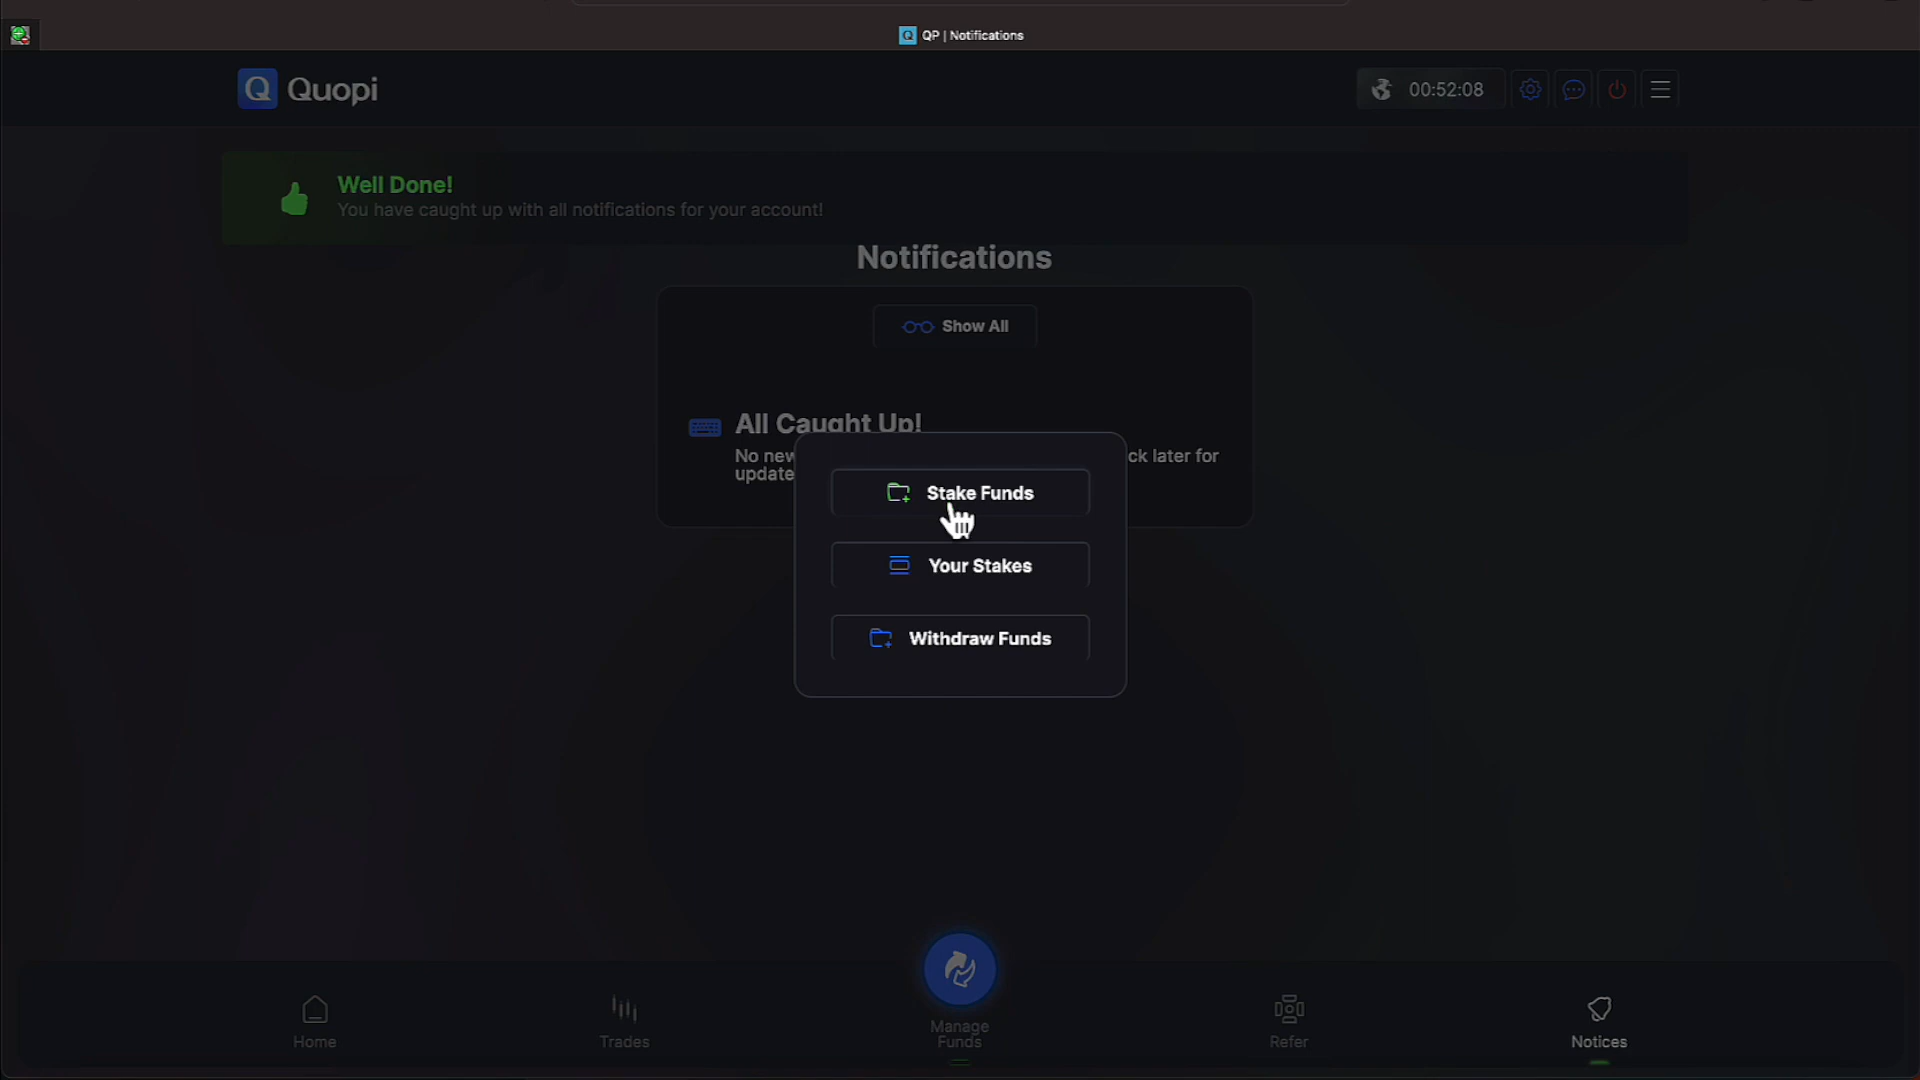 QP | Notifications
Quopi
00:52:08
Well Done!
You have caught up with all notifications for your account!
Notifications
Show All
All Caught Up!
No new
ck later for
update
Stake Funds
Your Stakes
Withdraw Funds
Home
Trades
Manage
Funds
Refer
Notices